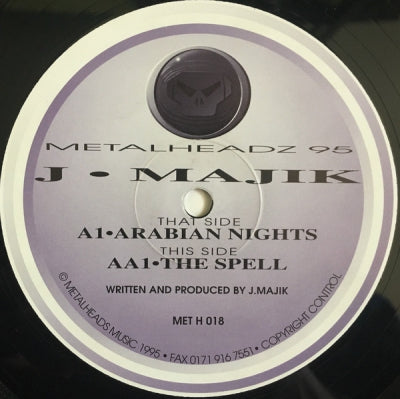 METALHEADZ 95
J • MAJIK
THAT SIDE
A1•ARABIAN NIGHTS
THIS SIDE
AA1•THE SPELL
WRITTEN AND PRODUCED BY J.MAJIK
MET H 018
© METALHEADS MUSIC 1995 • FAX 0171 916 7551 • COPYRIGHT CONTROL